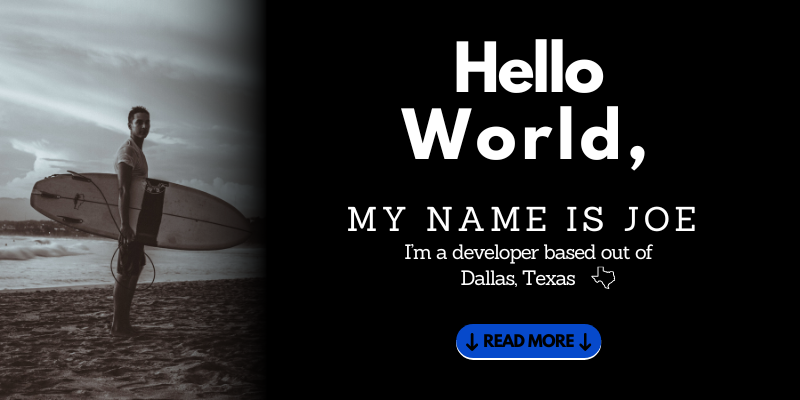 Hello
World,
MY NAME IS JOE
I'm a developer based out of
Dallas, Texas
↓ READ MORE ↓